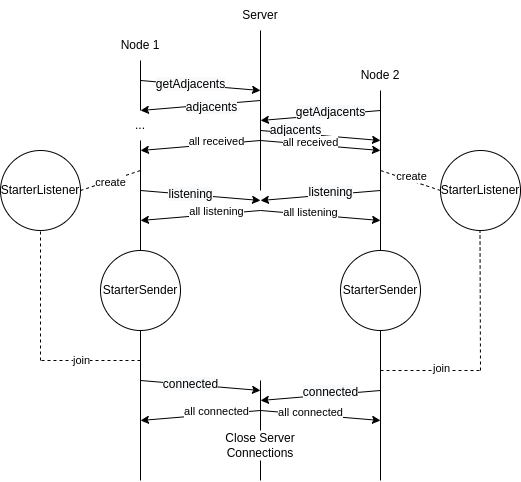 Server
Node 1
Node 2
getAdjacents
adjacents
getAdjacents
...
adjacents
all received
all received
create
create
StarterListener
StarterListener
listening
listening
all listening
all listening
StarterSender
StarterSender
join
join
connected
connected
all connected
all connected
Close Server
Connections